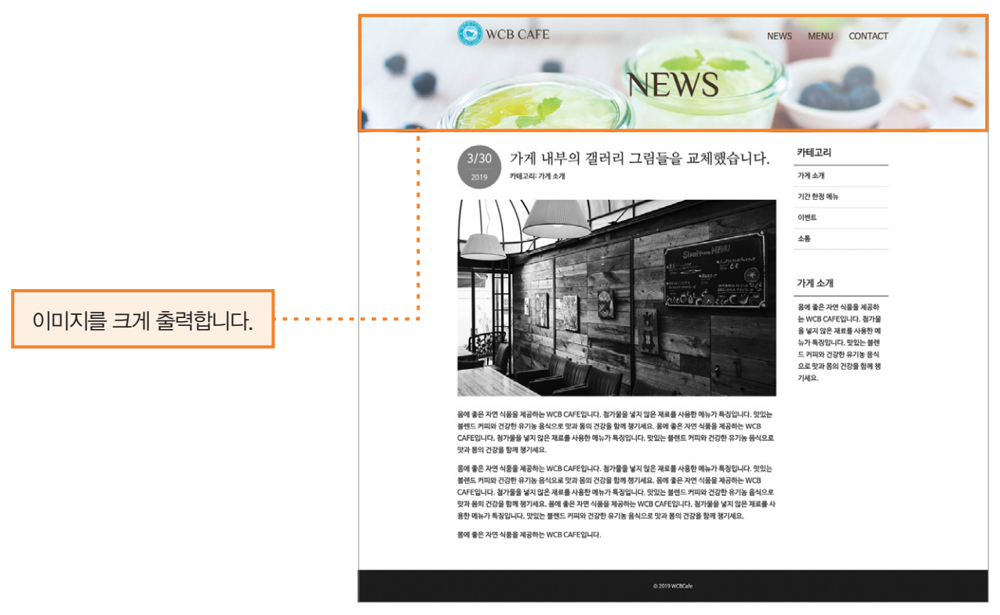 WCB CAFE
NEWS MENU CONTACT
NEWS
이미지를 크게 출력합니다.
3/30
2019
가게 내부의 갤러리 그림들을 교체했습니다.
카테고리: 가게 소개
몸에 좋은 자연 식품을 제공하는 WCB CAFE입니다. 첨가물을 넣지 않은 재료를 사용한 메뉴가 특징입니다. 맛있는
블렌드 커피와 건강한 유기농 음식으로 맛과 몸의 건강을 함께 챙기세요. 몸에 좋은 자연 식품을 제공하는 WCB
CAFE입니다. 첨가물을 넣지 않은 재료를 사용한 메뉴가 특징입니다. 맛있는 블렌드 커피와 건강한 유기농 음식으로
맛과 몸의 건강을 함께 챙기세요.
몸에 좋은 자연 식품을 제공하는 WCB CAFE입니다. 첨가물을 넣지 않은 재료를 사용한 메뉴가 특징입니다. 맛있는
블렌드 커피와 건강한 유기농 음식으로 맛과 몸의 건강을 함께 챙기세요. 몸에 좋은 자연 식품을 제공하는 WCB
CAFE입니다. 첨가물을 넣지 않은 재료를 사용한 메뉴가 특징입니다. 맛있는 블렌드 커피와 건강한 유기농 음식으로
맛과 몸의 건강을 함께 챙기세요. 몸에 좋은 자연 식품을 제공하는 WCB CAFE입니다. 첨가물을 넣지 않은 재료를 사
용한 메뉴가 특징입니다. 맛있는 블렌드 커피와 건강한 유기농 음식으로 맛과 몸의 건강을 함께 챙기세요.
몸에 좋은 자연 식품을 제공하는 WCB CAFE입니다.
카테고리
가게 소개
기간 한정 메뉴
이벤트
소통
가게 소개
몸에 좋은 자연 식품을 제공하
는 WCB CAFE입니다. 첨가물
을 넣지 않은 재료를 사용한 메
뉴가 특징입니다. 맛있는 블렌
드 커피와 건강한 유기농 음식
으로 맛과 몸의 건강을 함께 챙
기세요.
© 2019 WCBCafe